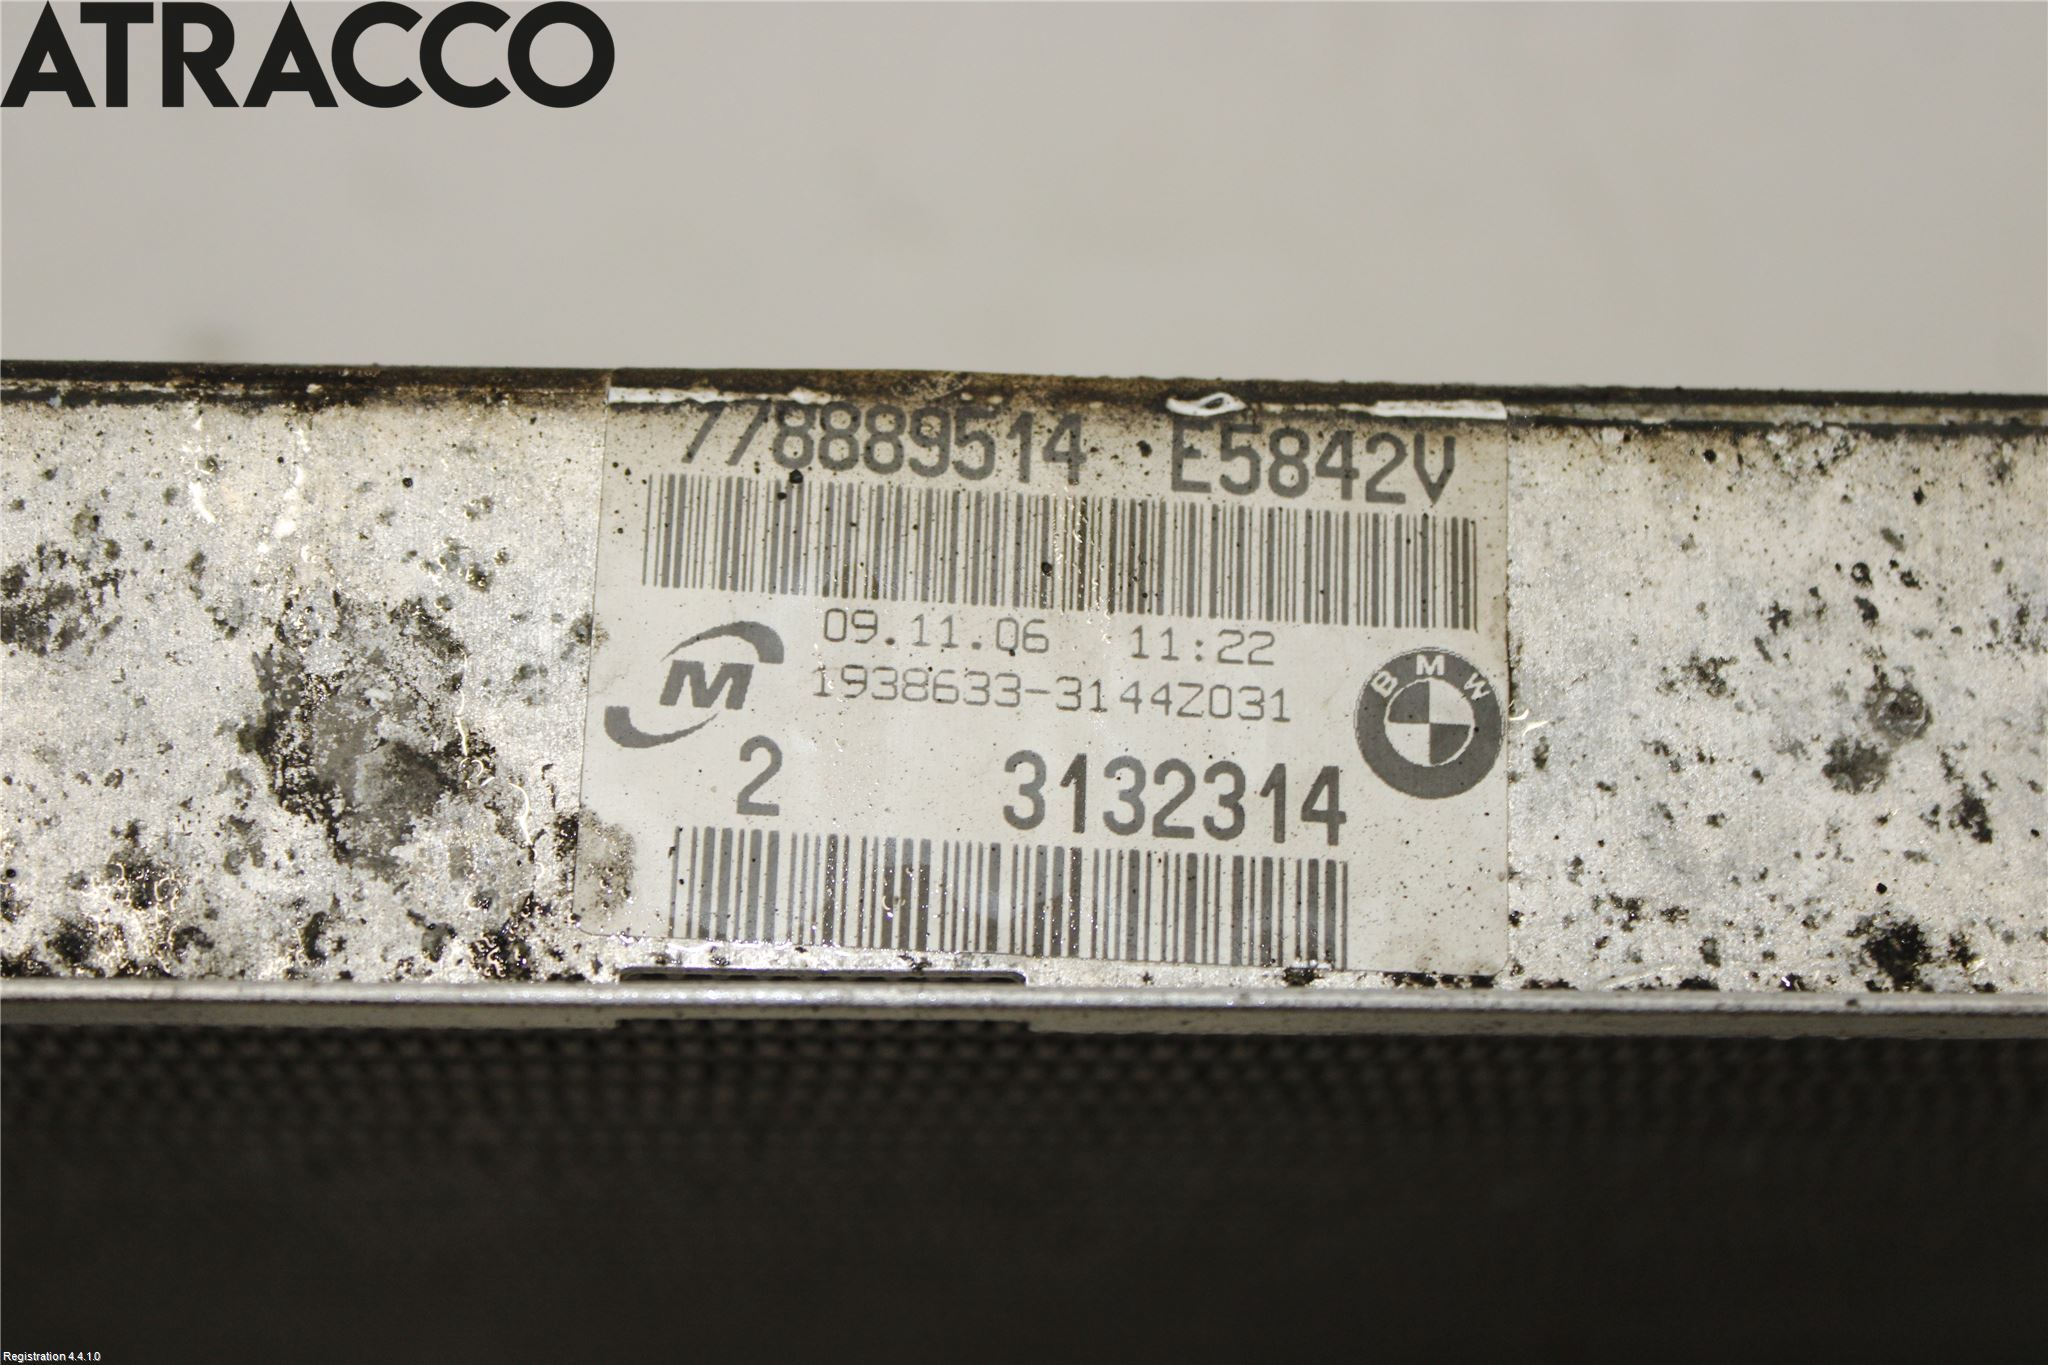 ATRACCO
778889514 E5842V
09.11.06 11:22
M
1938633-3144Z031
BMW
2 3132314
Registration 4.4.1.0